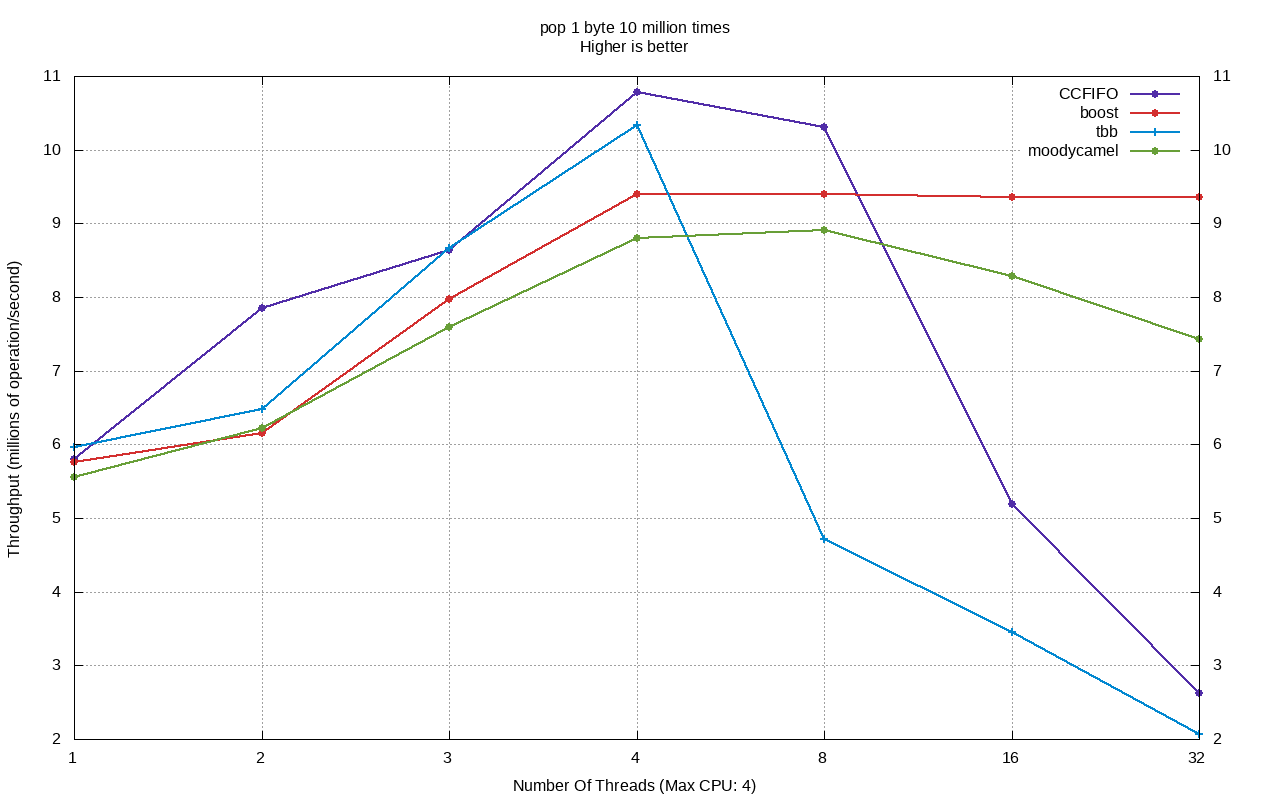 pop 1 byte 10 million times
Higher is better
CCFIFO
boost
tbb
moodycamel
Throughput (millions of operation/second)
11
10
9
8
7
6
5
4
3
2
11
10
9
8
7
6
5
4
3
2
1 2 3 4 8 16 32
Number Of Threads (Max CPU: 4)